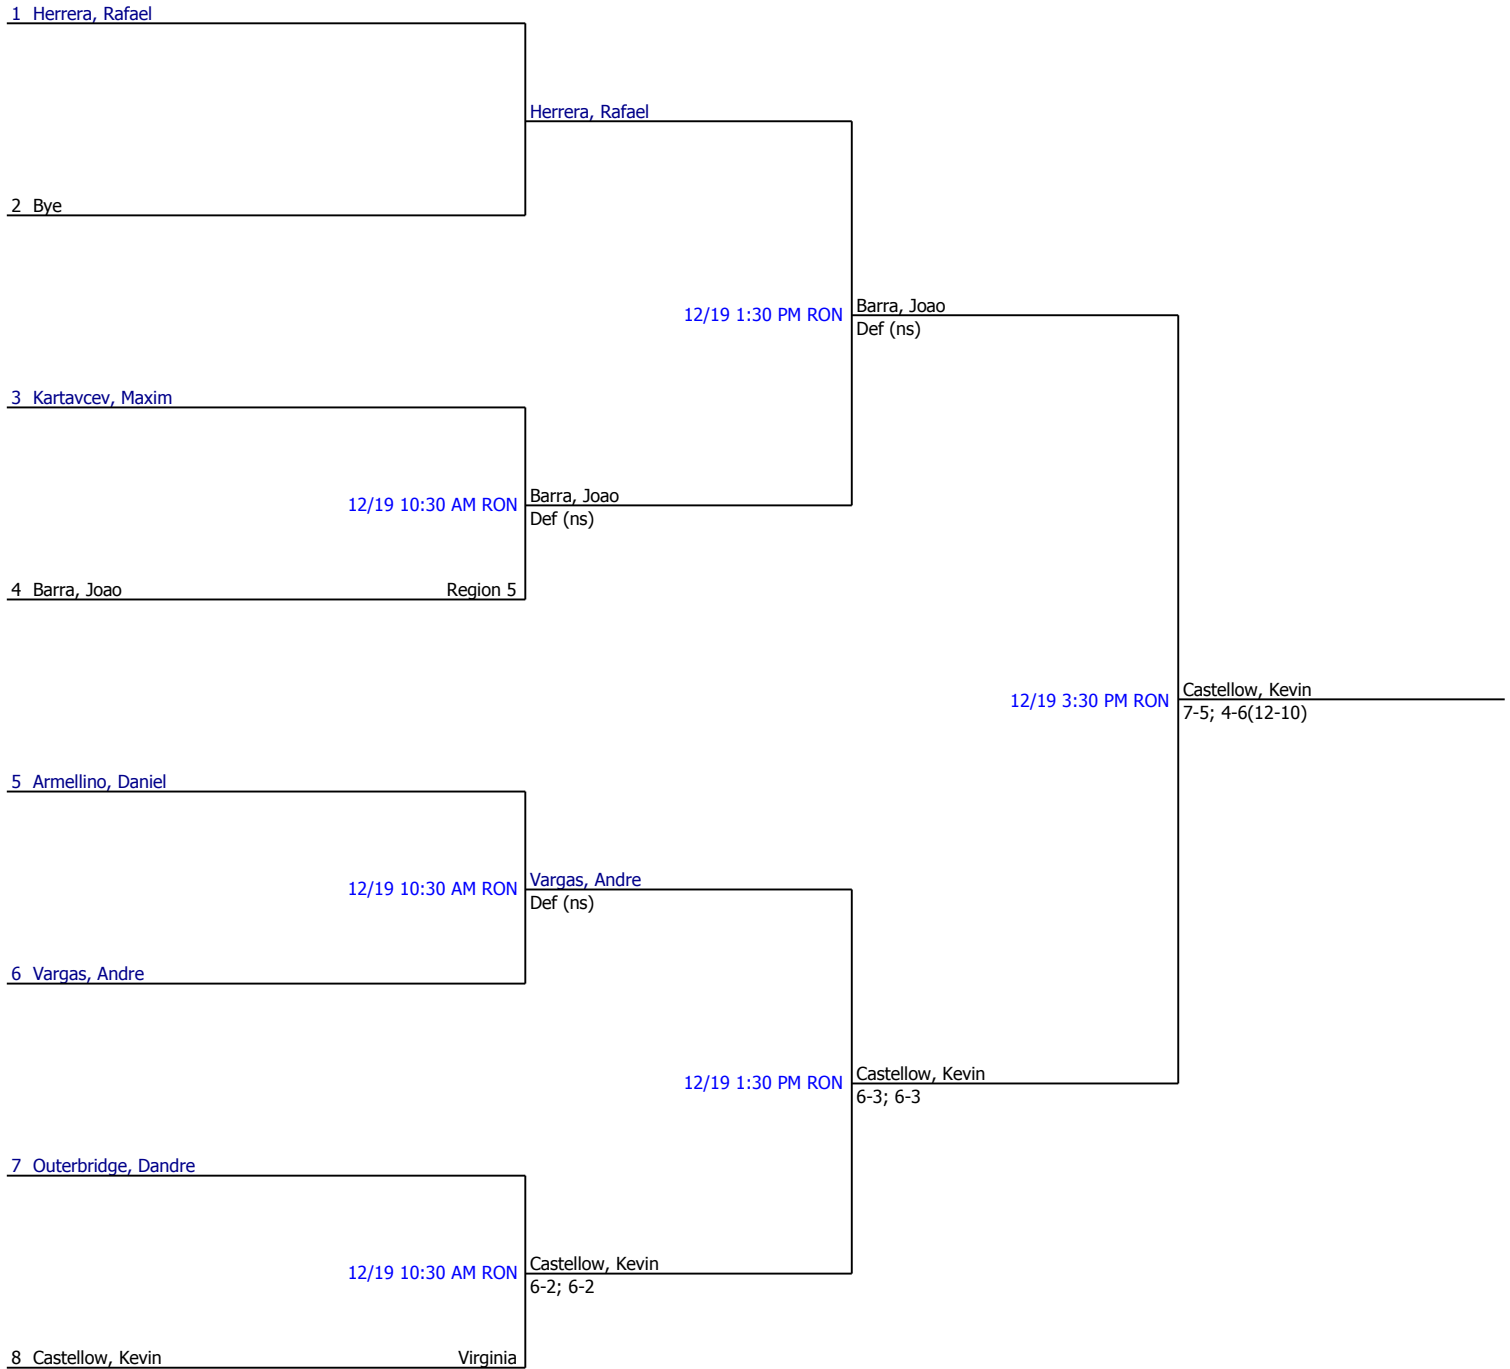 1 Herrera, Rafael
Herrera, Rafael
2 Bye
12/19 1:30 PM RON
Barra, Joao
Def (ns)
3 Kartavcev, Maxim
12/19 10:30 AM RON
Barra, Joao
Def (ns)
4 Barra, Joao Region 5
12/19 3:30 PM RON
Castellow, Kevin
7-5; 4-6(12-10)
5 Armellino, Daniel
12/19 10:30 AM RON
Vargas, Andre
Def (ns)
6 Vargas, Andre
12/19 1:30 PM RON
Castellow, Kevin
6-3; 6-3
7 Outerbridge, Dandre
12/19 10:30 AM RON
Castellow, Kevin
6-2; 6-2
8 Castellow, Kevin Virginia